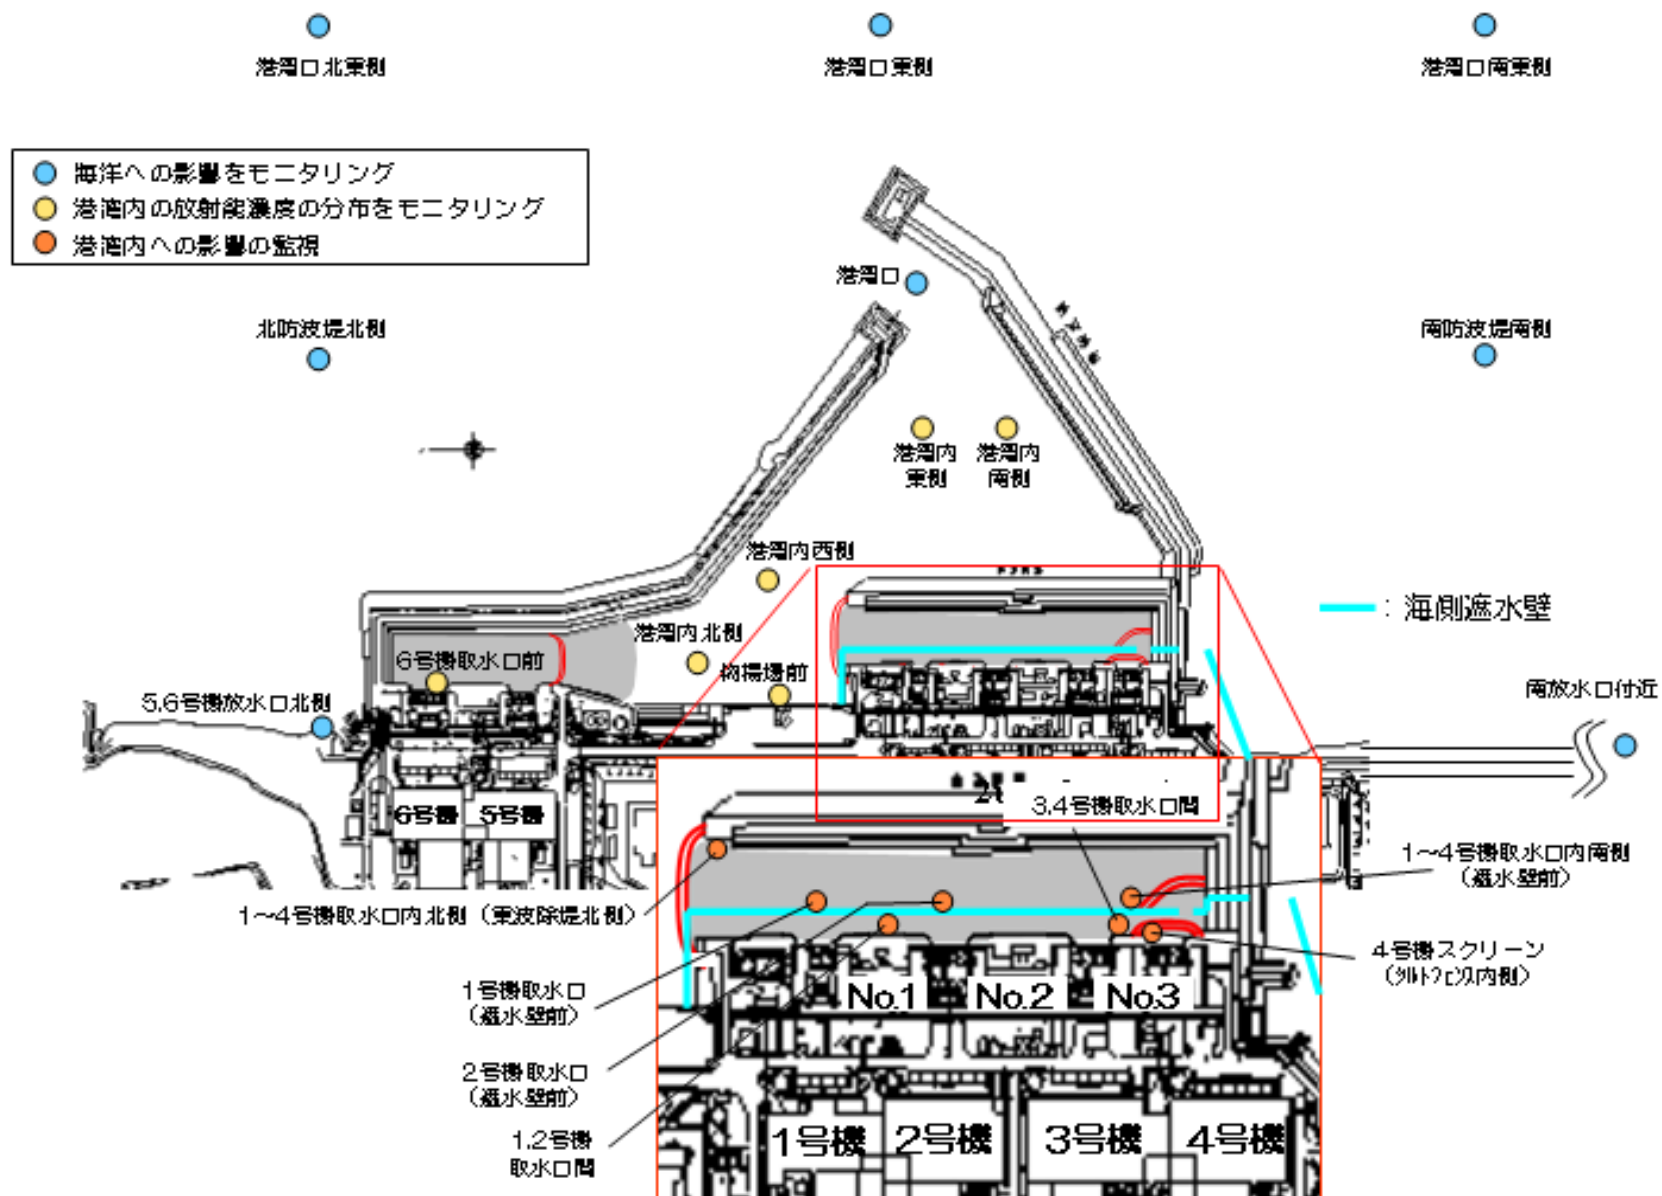 港湾口北東側
港湾口東側
港湾口南東側
海洋への影響をモニタリング
港湾内の放射能濃度の分布をモニタリング
港湾内への影響の監視
港湾口
北防波堤北側
南防波堤南側
港湾内
東側
港湾内
南側
港湾内西側
:海側遮水壁
港湾内北側
6号機取水口前
物揚場前
5,6号機放水口北側
南放水口付近
6号機
5号機
3,4号機取水口間
1~4号機取水口内南側
(遮水壁前)
1~4号機取水口内北側(東波除堤北側)
4号機スクリーン
(シルトフェンス内側)
1号機取水口
(遮水壁前)
No.1
No.2
No.3
2号機取水口
(遮水壁前)
1,2号機
取水口間
1号機
2号機
3号機
4号機